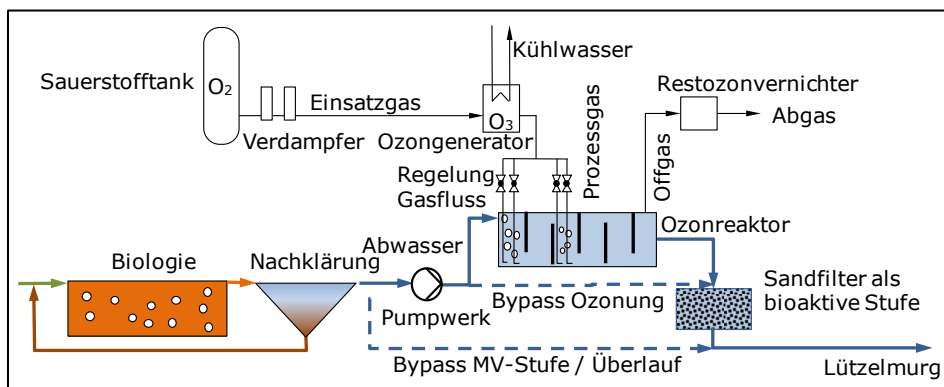 Kühlwasser
Sauerstofftank
O2
Einsatzgas
Verdampfer
Ozongenerator
O3
Restozonvernichter
Abgas
Prozessgas
Offgas
Regelung
Gasfluss
Ozonreaktor
Abwasser
Biologie
Nachklärung
Pumpwerk
Bypass Ozonung
Sandfilter als
bioaktive Stufe
Bypass MV-Stufe / Überlauf
Lützelmurg